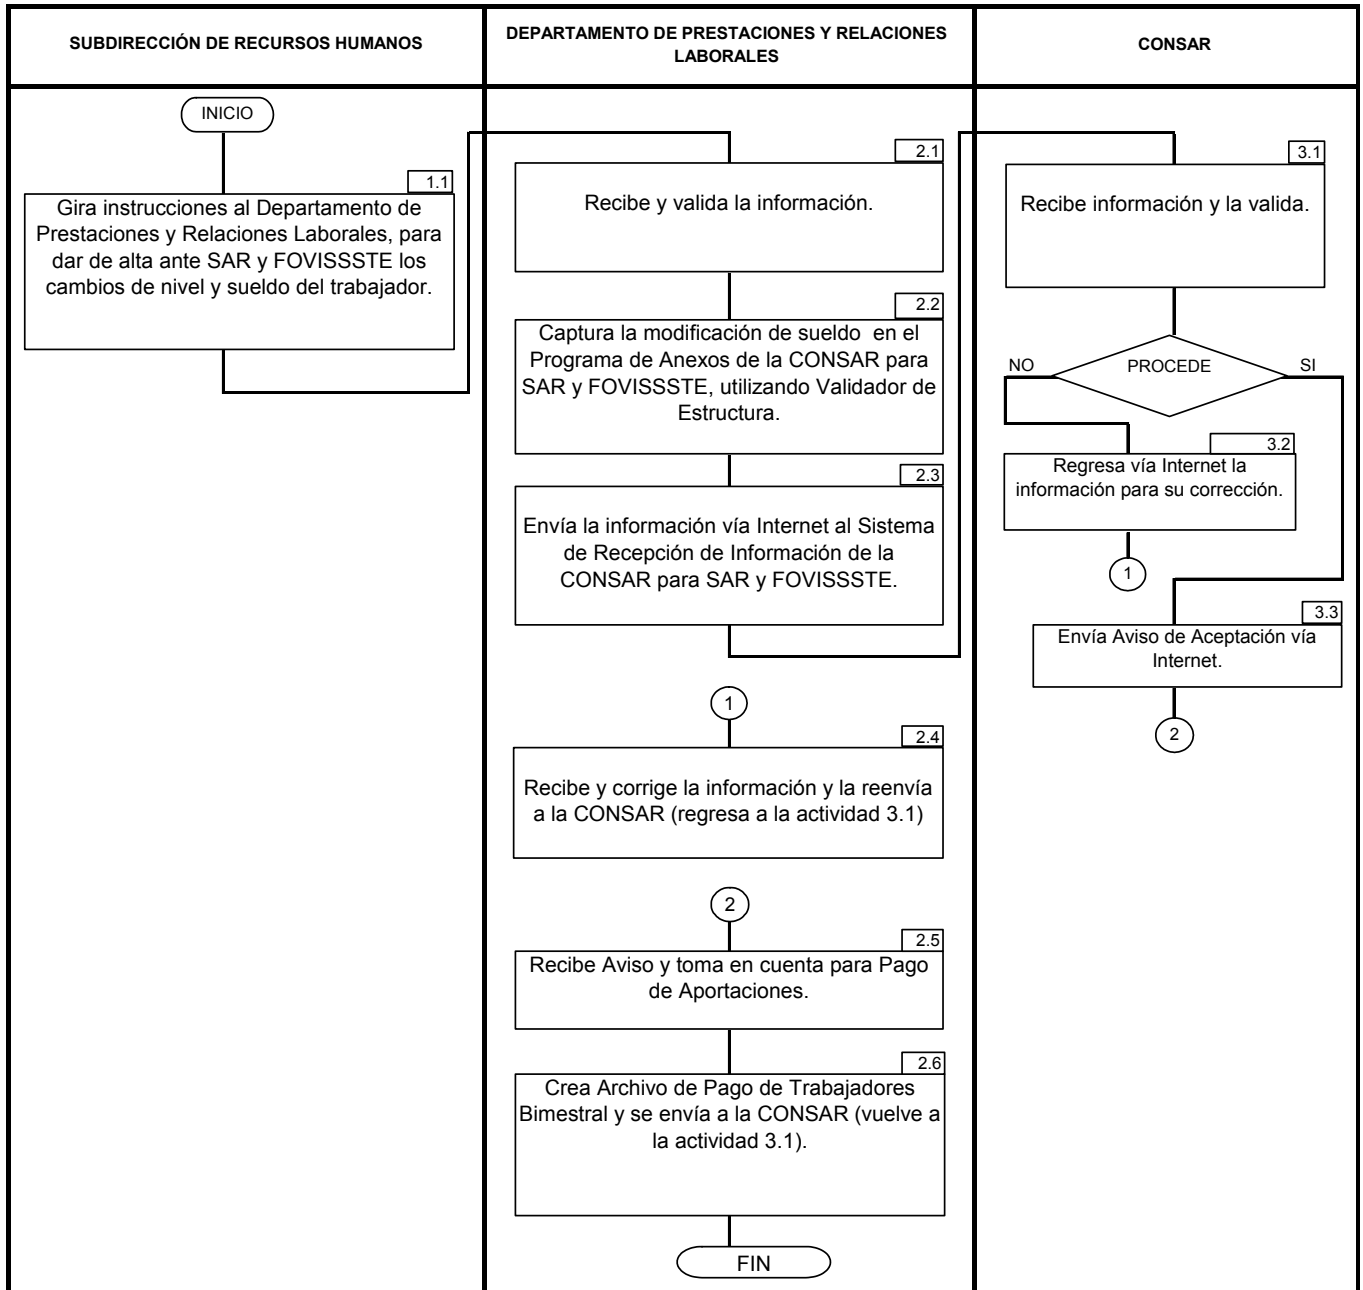 SUBDIRECCIÓN DE RECURSOS HUMANOS
DEPARTAMENTO DE PRESTACIONES Y RELACIONES
LABORALES
CONSAR
INICIO
1.1
Gira instrucciones al Departamento de
Prestaciones y Relaciones Laborales, para
dar de alta ante SAR y FOVISSSTE los
cambios de nivel y sueldo del trabajador.
2.1
Recibe y valida la información.
2.2
Captura la modificación de sueldo en el
Programa de Anexos de la CONSAR para
SAR y FOVISSSTE, utilizando Validador de
Estructura.
2.3
Envía la información vía Internet al Sistema
de Recepción de Información de la
CONSAR para SAR y FOVISSSTE.
1
2.4
Recibe y corrige la información y la reenvía
a la CONSAR (regresa a la actividad 3.1)
2
2.5
Recibe Aviso y toma en cuenta para Pago
de Aportaciones.
2.6
Crea Archivo de Pago de Trabajadores
Bimestral y se envía a la CONSAR (vuelve a
la actividad 3.1).
FIN
3.1
Recibe información y la valida.
NO
PROCEDE
SI
3.2
Regresa vía Internet la
información para su corrección.
1
3.3
Envía Aviso de Aceptación vía
Internet.
2